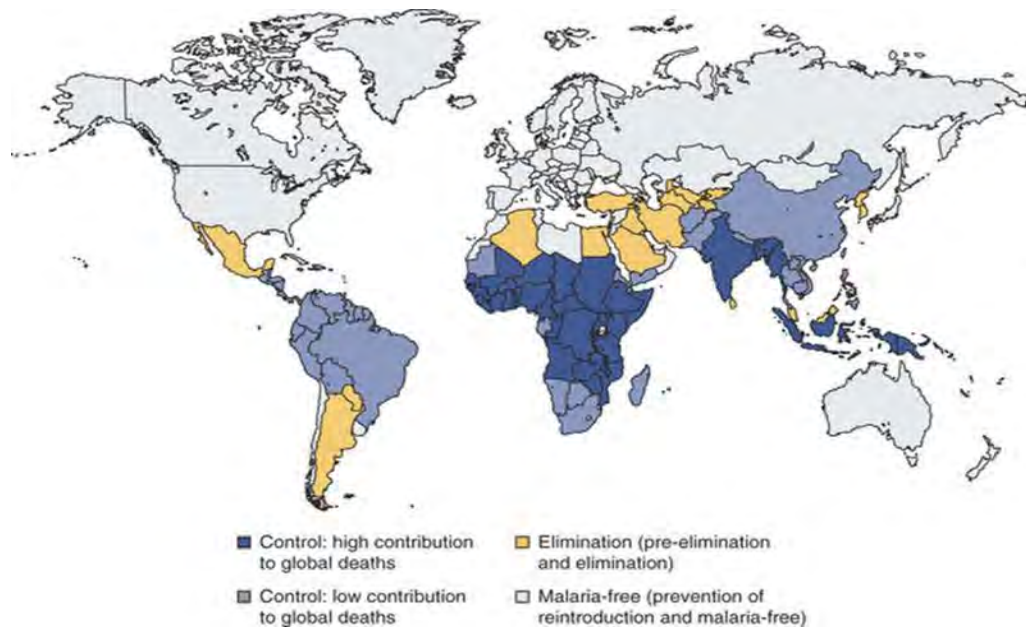 Control: high contribution
to global deaths
Elimination (pre-elimination
and elimination)
Control: low contribution
to global deaths
Malaria-free (prevention of
reintroduction and malaria-free)